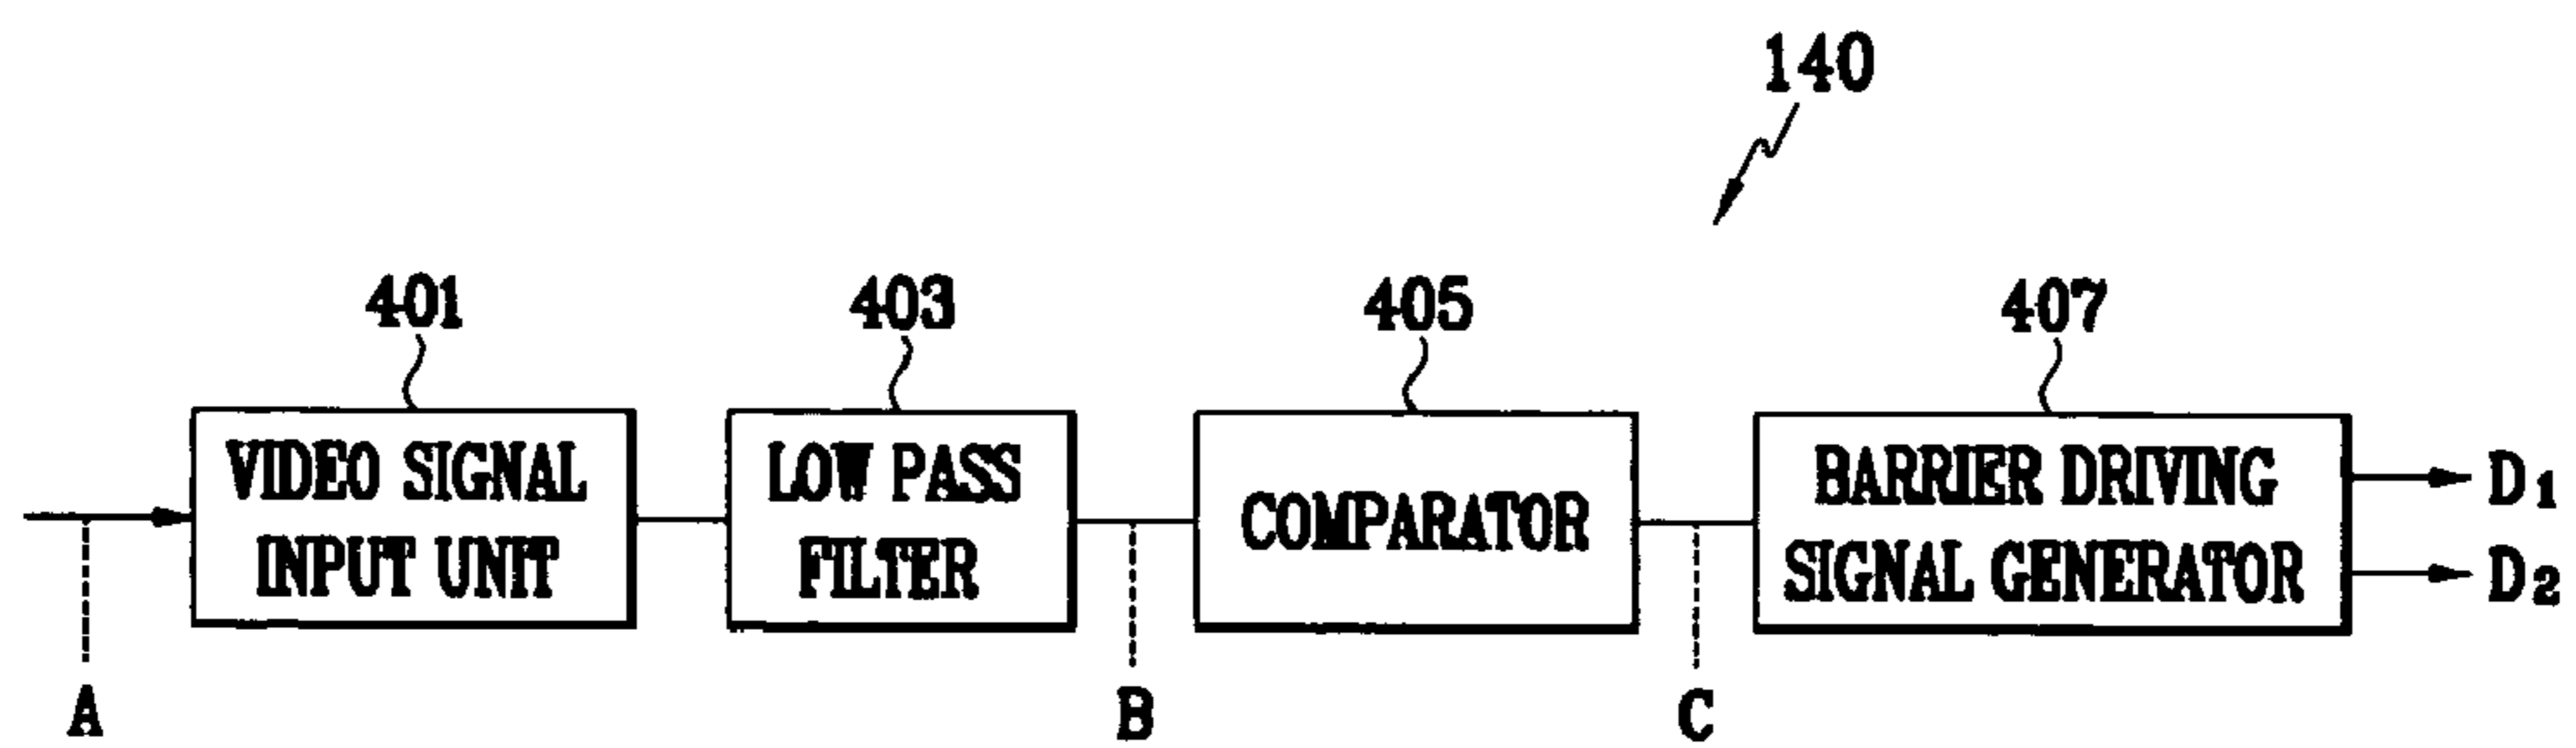 140
401
403
405
407
VIDEO SIGNAL
INPUT UNIT
LOW PASS
FILTER
COMPARATOR
BARRIER DRIVING
SIGNAL GENERATOR
D1
D2
A
B
C